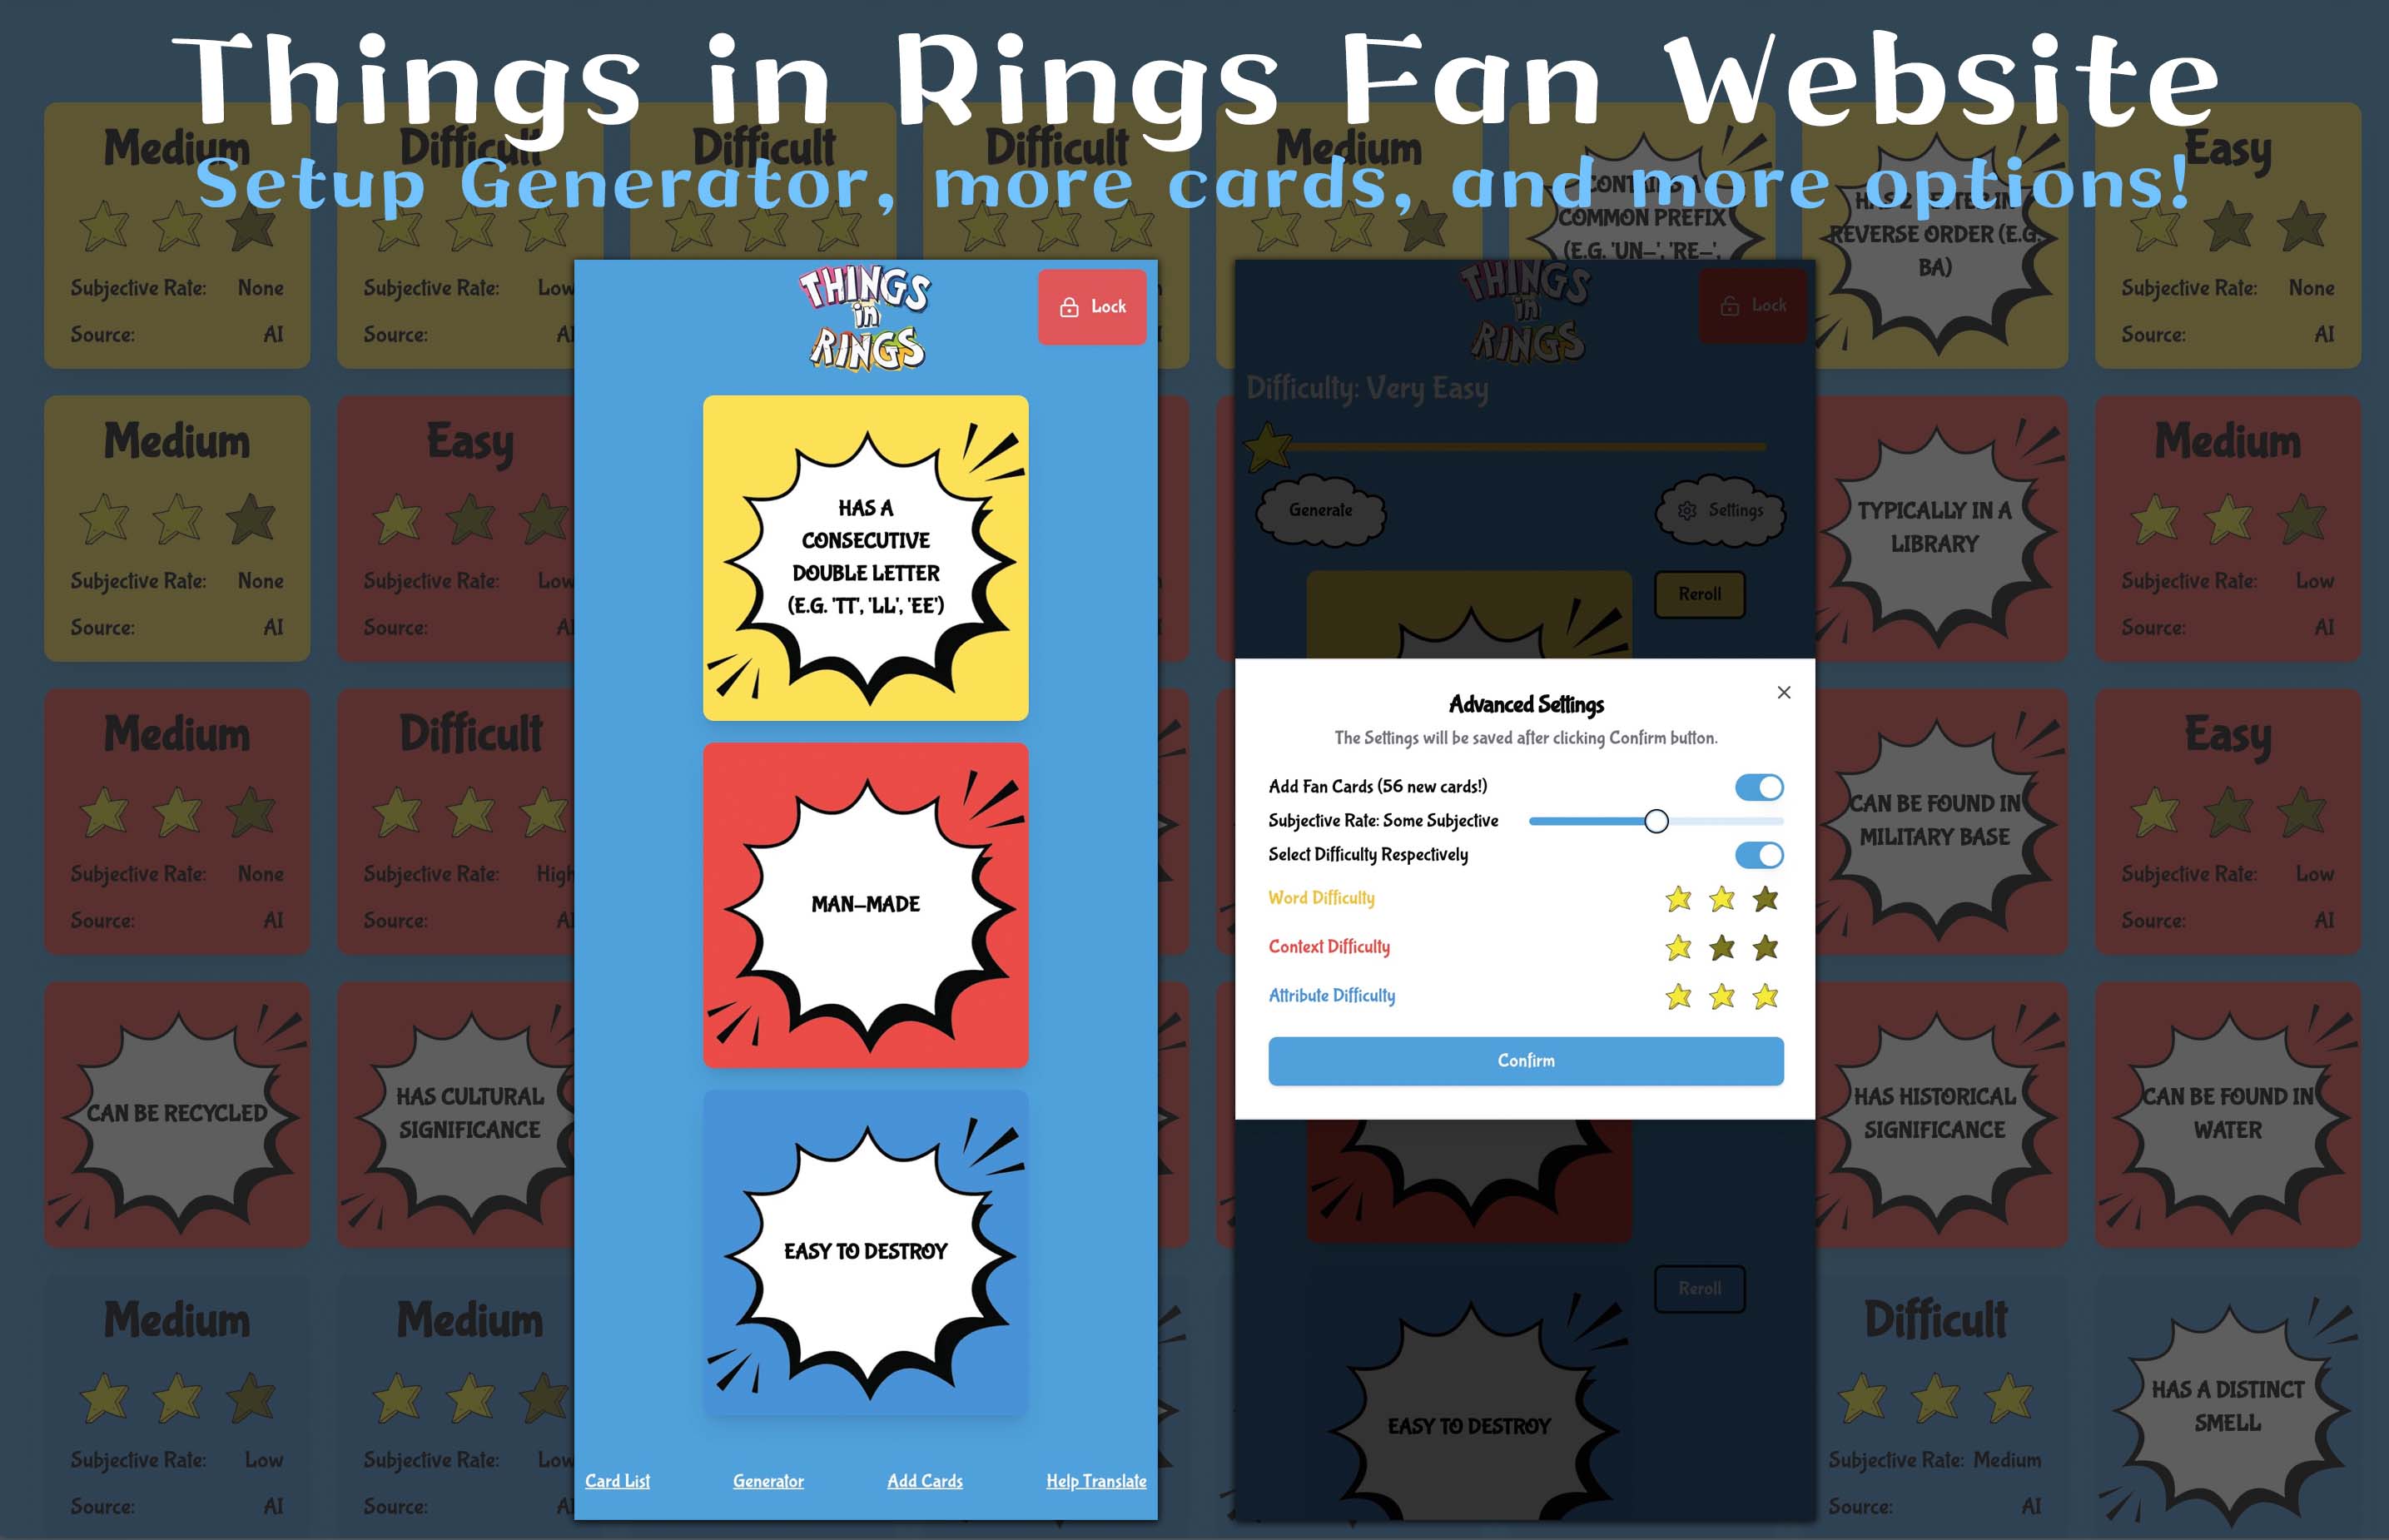 Things in Rings Fan Website
Setup Generator, more cards, and more options!
Medium
Subjective Rate: None
Source: AI
Difficult
Subjective Rate: Low
Source:
Difficult
Difficult
Medium
CONTAINS A
COMMON PREFIX
(E.G. 'UN-', 'RE-',
HAS 2 LETTER IN
REVERSE ORDER (E.G.
BA)
Easy
Subjective Rate: None
Source: AI
Medium
Subjective Rate: None
Source: AI
Easy
Subjective Rate: Low
Source:
TYPICALLY IN A
LIBRARY
Medium
Subjective Rate: Low
Source: AI
Medium
Subjective Rate: None
Source: AI
Difficult
Subjective Rate: High
Source:
CAN BE FOUND IN
MILITARY BASE
Easy
Subjective Rate: Low
Source: AI
CAN BE RECYCLED
HAS CULTURAL
SIGNIFICANCE
HAS HISTORICAL
SIGNIFICANCE
CAN BE FOUND IN
WATER
Medium
Subjective Rate: Low
Source: AI
Medium
Subjective Rate: Low
Source:
Difficult
Subjective Rate: Medium
Source: AI
HAS A DISTINCT
SMELL
THINGS
in
RINGS
Lock
HAS A
CONSECUTIVE
DOUBLE LETTER
(E.G. 'TT', 'LL', 'EE')
MAN-MADE
EASY TO DESTROY
Card List
Generator
Add Cards
Help Translate
THINGS
in
RINGS
Lock
Difficulty: Very Easy
Generate
Settings
Reroll
Advanced Settings
The Settings will be saved after clicking Confirm button.
Add Fan Cards (56 new cards!)
Subjective Rate: Some Subjective
Select Difficulty Respectively
Word Difficulty
Context Difficulty
Attribute Difficulty
Confirm
Reroll
EASY TO DESTROY